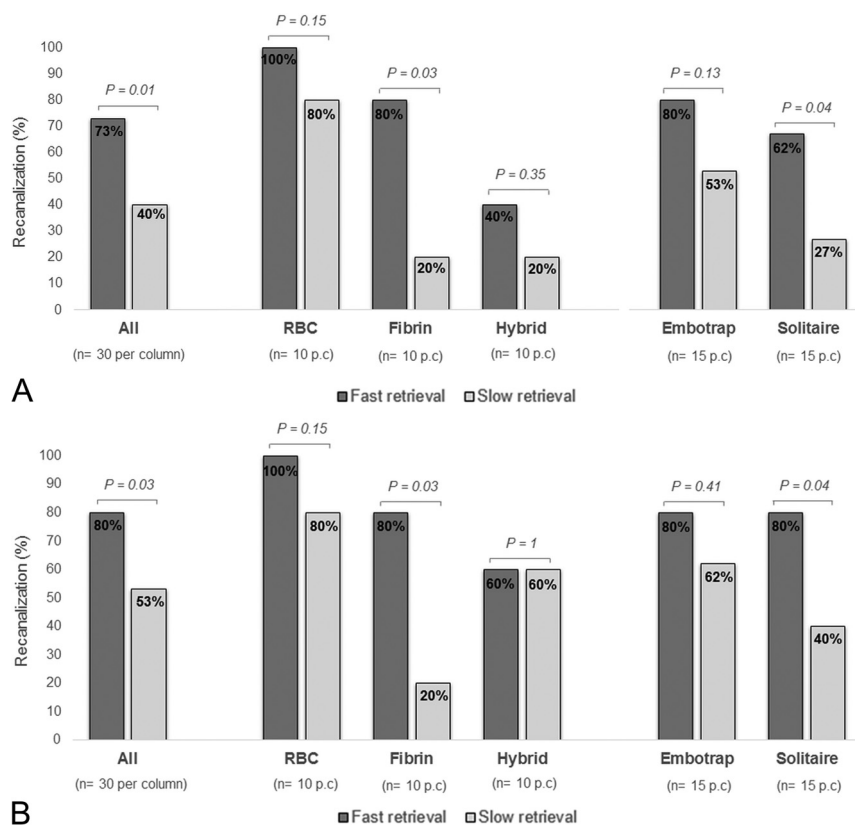 P = 0.15
P = 0.01
P = 0.03
P = 0.13
P = 0.04
P = 0.35
Recanalization (%)
100
90
80
70
60
50
40
30
20
10
0
73%
40%
100%
80%
80%
20%
40%
20%
80%
53%
62%
27%
All
RBC
Fibrin
Hybrid
Embotrap
Solitaire
(n= 30 per column)
(n= 10 p.c)
(n= 10 p.c)
(n= 10 p.c)
(n= 15 p.c)
(n= 15 p.c)
A
Fast retrieval
Slow retrieval
P = 0.15
P = 0.03
P = 0.03
P = 0.41
P = 0.04
P = 1
Recanalization (%)
100
90
80
70
60
50
40
30
20
10
0
80%
53%
100%
80%
80%
20%
60%
60%
80%
62%
80%
40%
All
RBC
Fibrin
Hybrid
Embotrap
Solitaire
(n= 30 per column)
(n= 10 p.c)
(n= 10 p.c)
(n= 10 p.c)
(n= 15 p.c)
(n= 15 p.c)
B
Fast retrieval
Slow retrieval